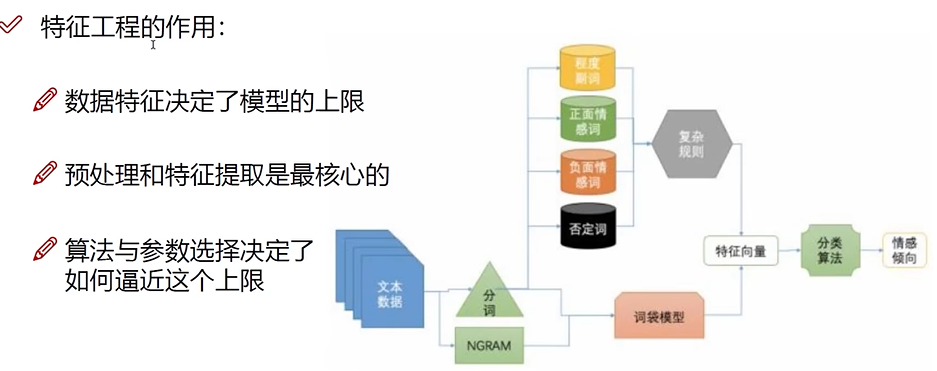 特征工程的作用：
数据特征决定了模型的上限
预处理和特征提取是最核心的
算法与参数选择决定了
如何逼近这个上限
程度
副词
正面情
感词
负面情
感词
否定词
复杂
规则
文本
数据
分
词
NGRAM
词袋模型
特征向量
分类
算法
情感
倾向